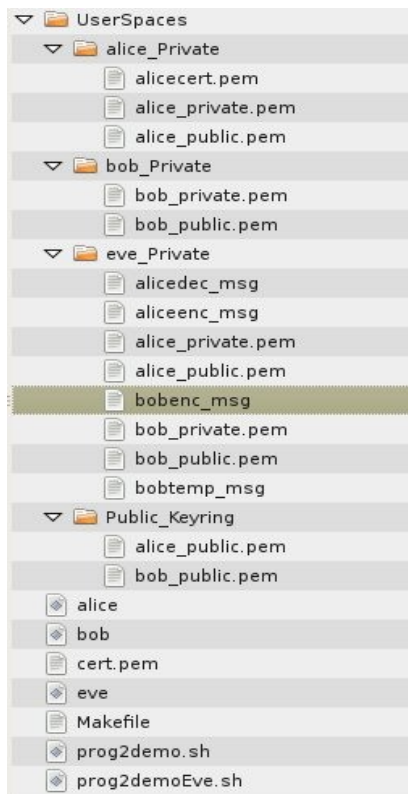 UserSpaces
alice_Private
alicecert.pem
alice_private.pem
alice_public.pem
bob_Private
bob_private.pem
bob_public.pem
eve_Private
alicedec_msg
aliceenc_msg
alice_private.pem
alice_public.pem
bobenc_msg
bob_private.pem
bob_public.pem
bobtemp_msg
Public_Keyring
alice_public.pem
bob_public.pem
alice
bob
cert.pem
eve
Makefile
prog2demo.sh
prog2demoEve.sh